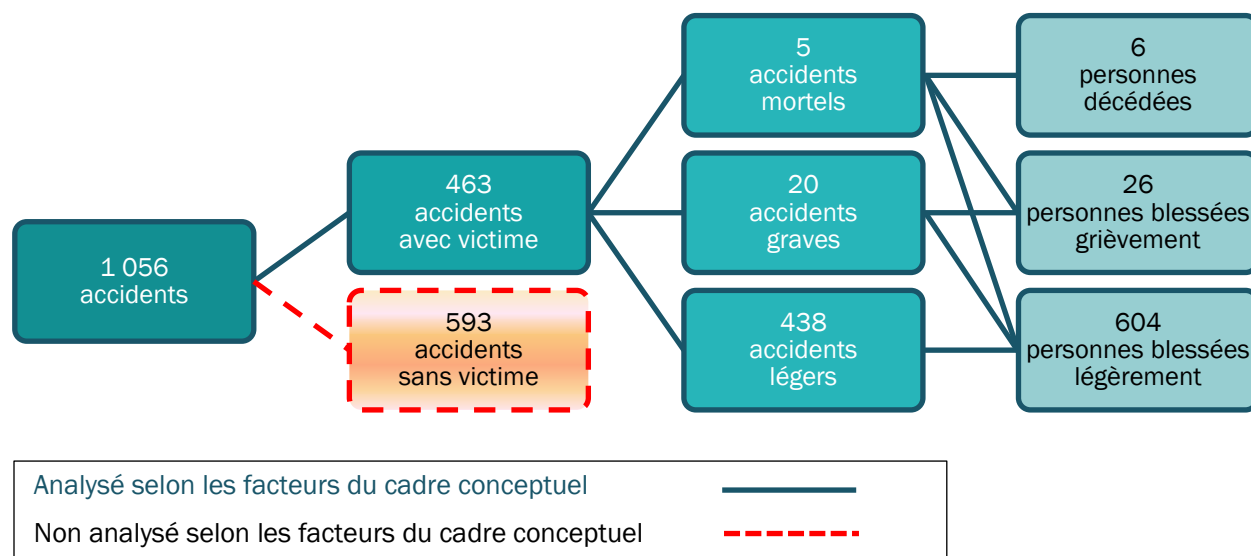 1 056
accidents
463
accidents
avec victime
593
accidents
sans victime
5
accidents
mortels
20
accidents
graves
438
accidents
légers
6
personnes
décédées
26
personnes blessées
grièvement
604
personnes blessées
légèrement
Analysé selon les facteurs du cadre conceptuel
Non analysé selon les facteurs du cadre conceptuel